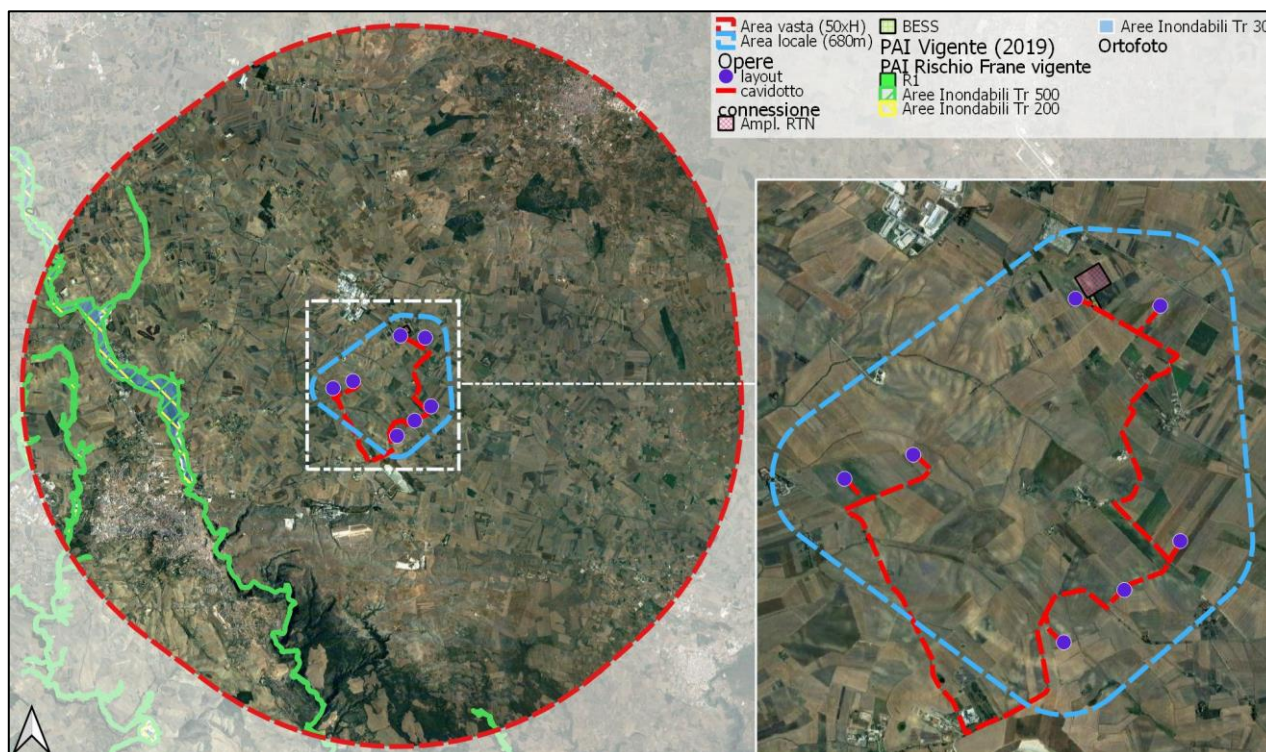 Area vasta (50xH)
Area locale (680m)
Opere
layout
cavidotto
connessione
Ampl. RTN
BESS
PAI Vigente (2019)
PAI Rischio Frane vigente
R1
Aree Inondabili Tr 500
Aree Inondabili Tr 200
Aree Inondabili Tr 30
Ortofoto